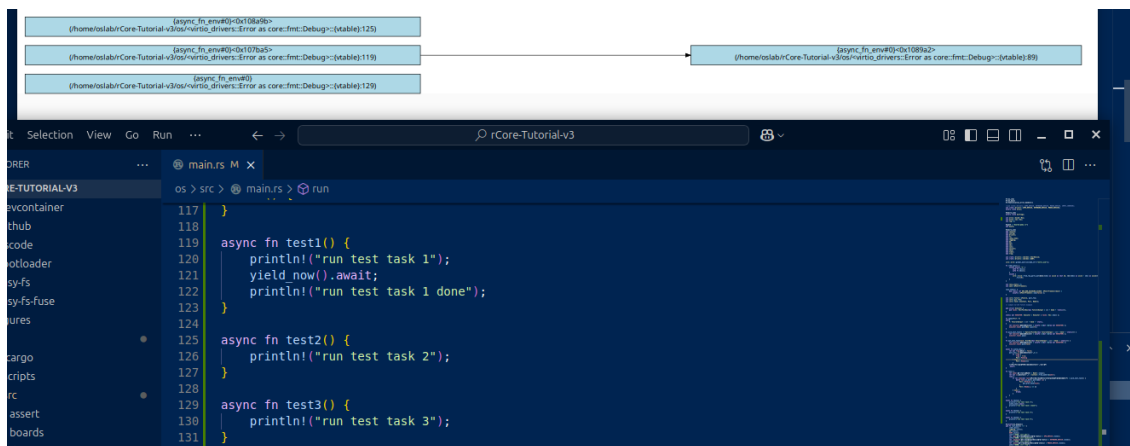 {async_fn_env#0}<0x108a9b>
(/home/oslab/rCore-Tutorial-v3/os/<virtio_drivers::Error as core::fmt::Debug>::{vtable}:125)
{async_fn_env#0}<0x107ba5>
(/home/oslab/rCore-Tutorial-v3/os/<virtio_drivers::Error as core::fmt::Debug>::{vtable}:119)
{async_fn_env#0}<0x1089a2>
(/home/oslab/rCore-Tutorial-v3/os/<virtio_drivers::Error as core::fmt::Debug>::{vtable}:89)
{async_fn_env#0}
(/home/oslab/rCore-Tutorial-v3/os/<virtio_drivers::Error as core::fmt::Debug>::{vtable}:129)
it Selection View Go Run ··· ← → rCore-Tutorial-v3
ORER ···
main.rs M ×
RE-TUTORIAL-V3
os > src > main.rs > run
evcontainer
thub
scode
ootloader
sy-fs
sy-fs-fuse
gures
cargo
cripts
rc
assert
boards
117 }
118
119 async fn test1() {
120 println!("run test task 1");
121 yield_now().await;
122 println!("run test task 1 done");
123 }
124
125 async fn test2() {
126 println!("run test task 2");
127 }
128
129 async fn test3() {
130 println!("run test task 3");
131 }